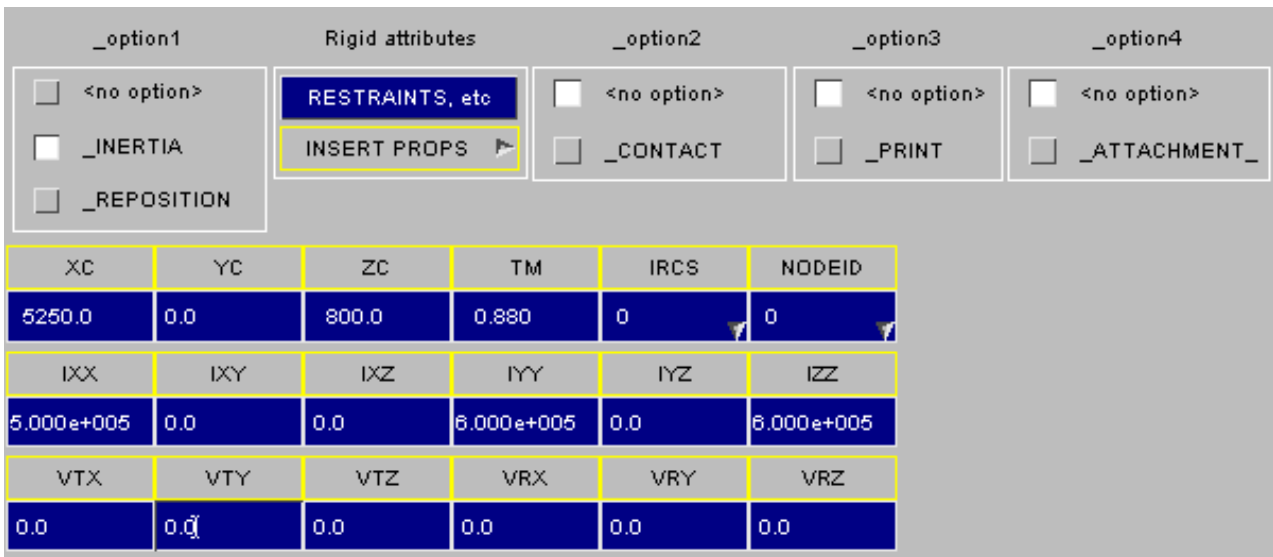 _option1 Rigid attributes _option2 _option3 _option4
<no option> RESTRAINTS, etc <no option> <no option> <no option>
_INERTIA INSERT PROPS _CONTACT _PRINT _ATTACHMENT_
_REPOSITION
XC YC ZC TM IRCS NODEID
5250.0 0.0 800.0 0.880 0 0
IXX IXY IXZ IYY IYZ IZZ
5.000e+005 0.0 0.0 6.000e+005 0.0 6.000e+005
VTX VTY VTZ VRX VRY VRZ
0.0 0.0 0.0 0.0 0.0 0.0